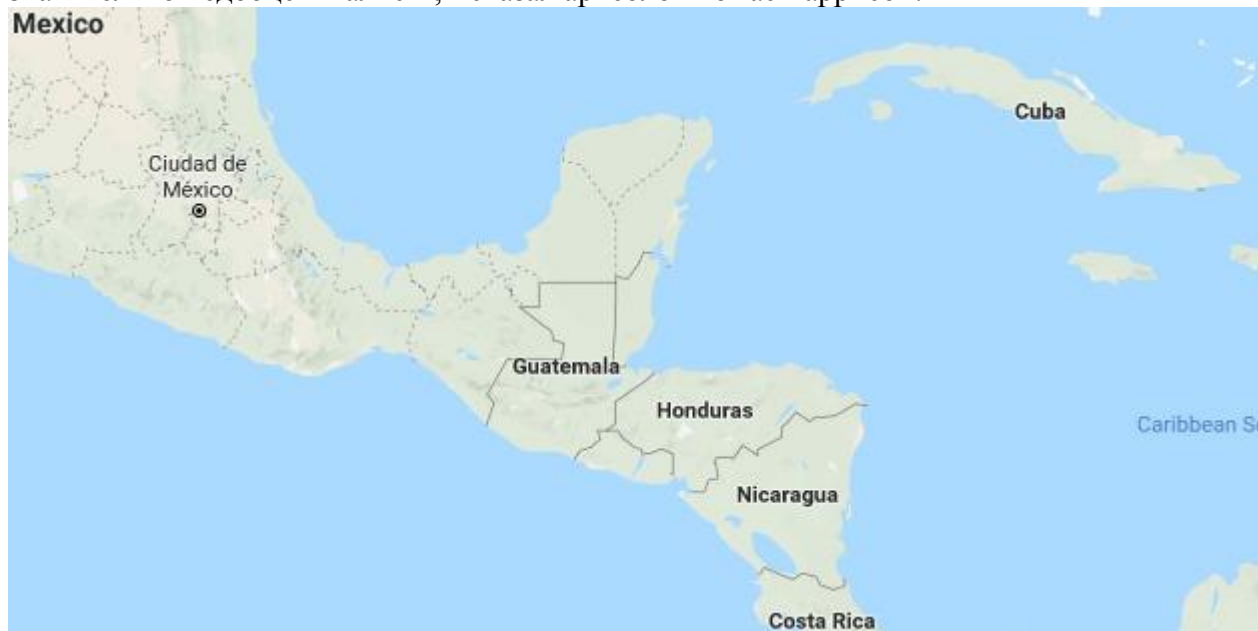 Mexico
Cuba
Ciudad de
México
Guatemala
Honduras
Caribbean
Nicaragua
Costa Rica